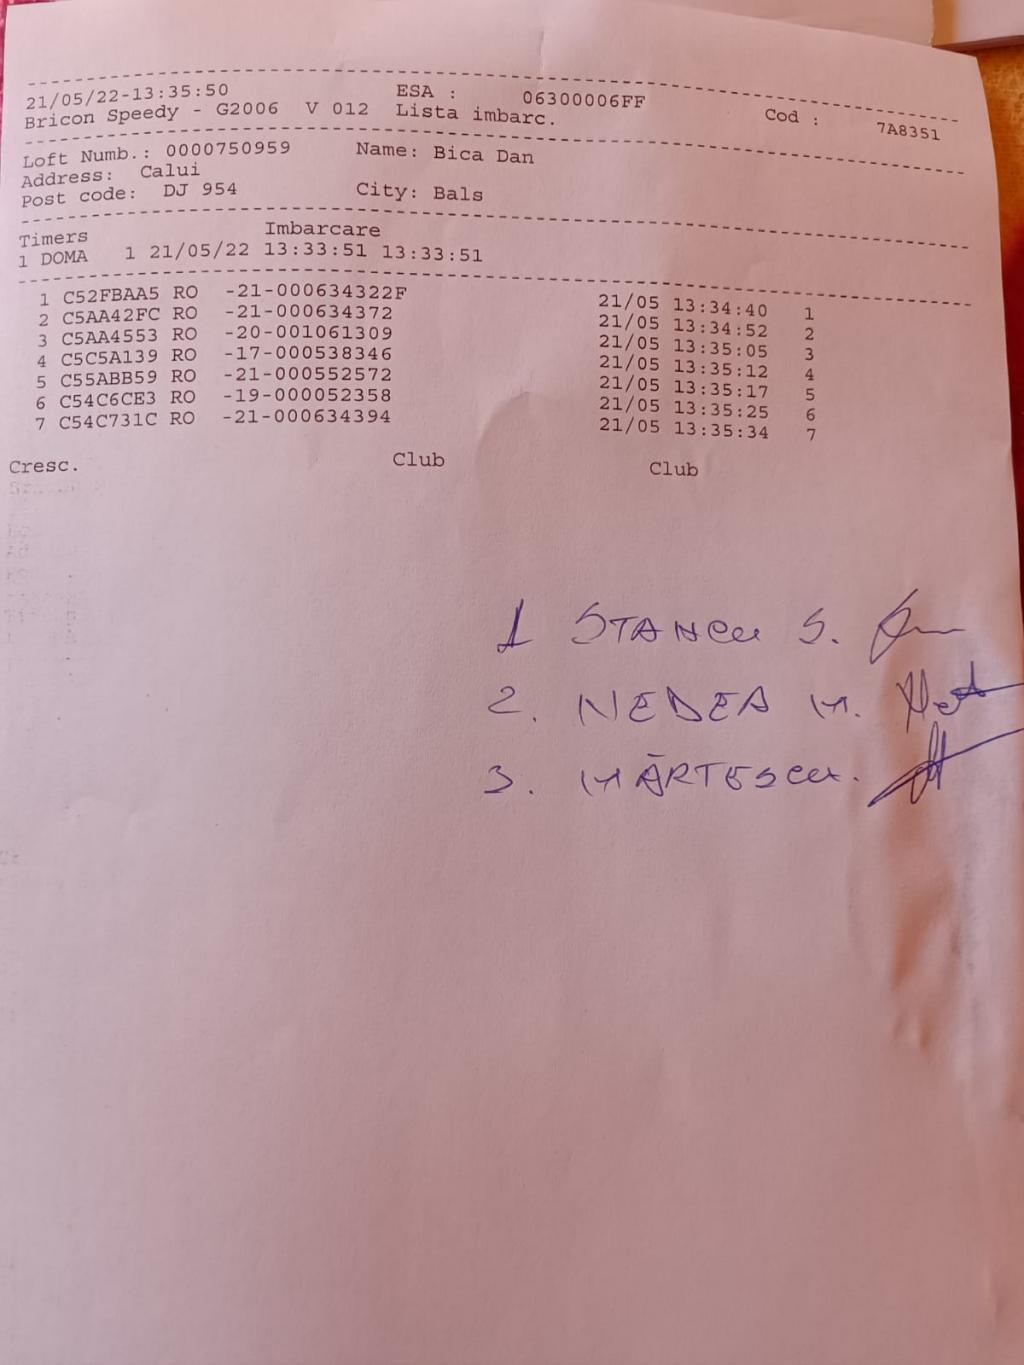 21/05/22-13:35:50 ESA : 06300006FF Cod : 7A8351
Bricon Speedy - G2006 V 012 Lista imbarc.
Loft Numb.: 0000750959 Name: Bica Dan
Address: Calui
Post code: DJ 954 City: Bals
Timers Imbarcare
1 DOMA 1 21/05/22 13:33:51 13:33:51
1 C52FBAA5 RO -21-000634322F 21/05 13:34:40 1
2 C5AA42FC RO -21-000634372 21/05 13:34:52 2
3 C5AA4553 RO -20-001061309 21/05 13:35:05 3
4 C5C5A139 RO -17-000538346 21/05 13:35:12 4
5 C55ABB59 RO -21-000552572 21/05 13:35:17 5
6 C54C6CE3 RO -19-000052358 21/05 13:35:25 6
7 C54C731C RO -21-000634394 21/05 13:35:34 7
Cresc. Club Club
1 STANCU S.
2. NEDEA M.
3. MĂRTESCU.